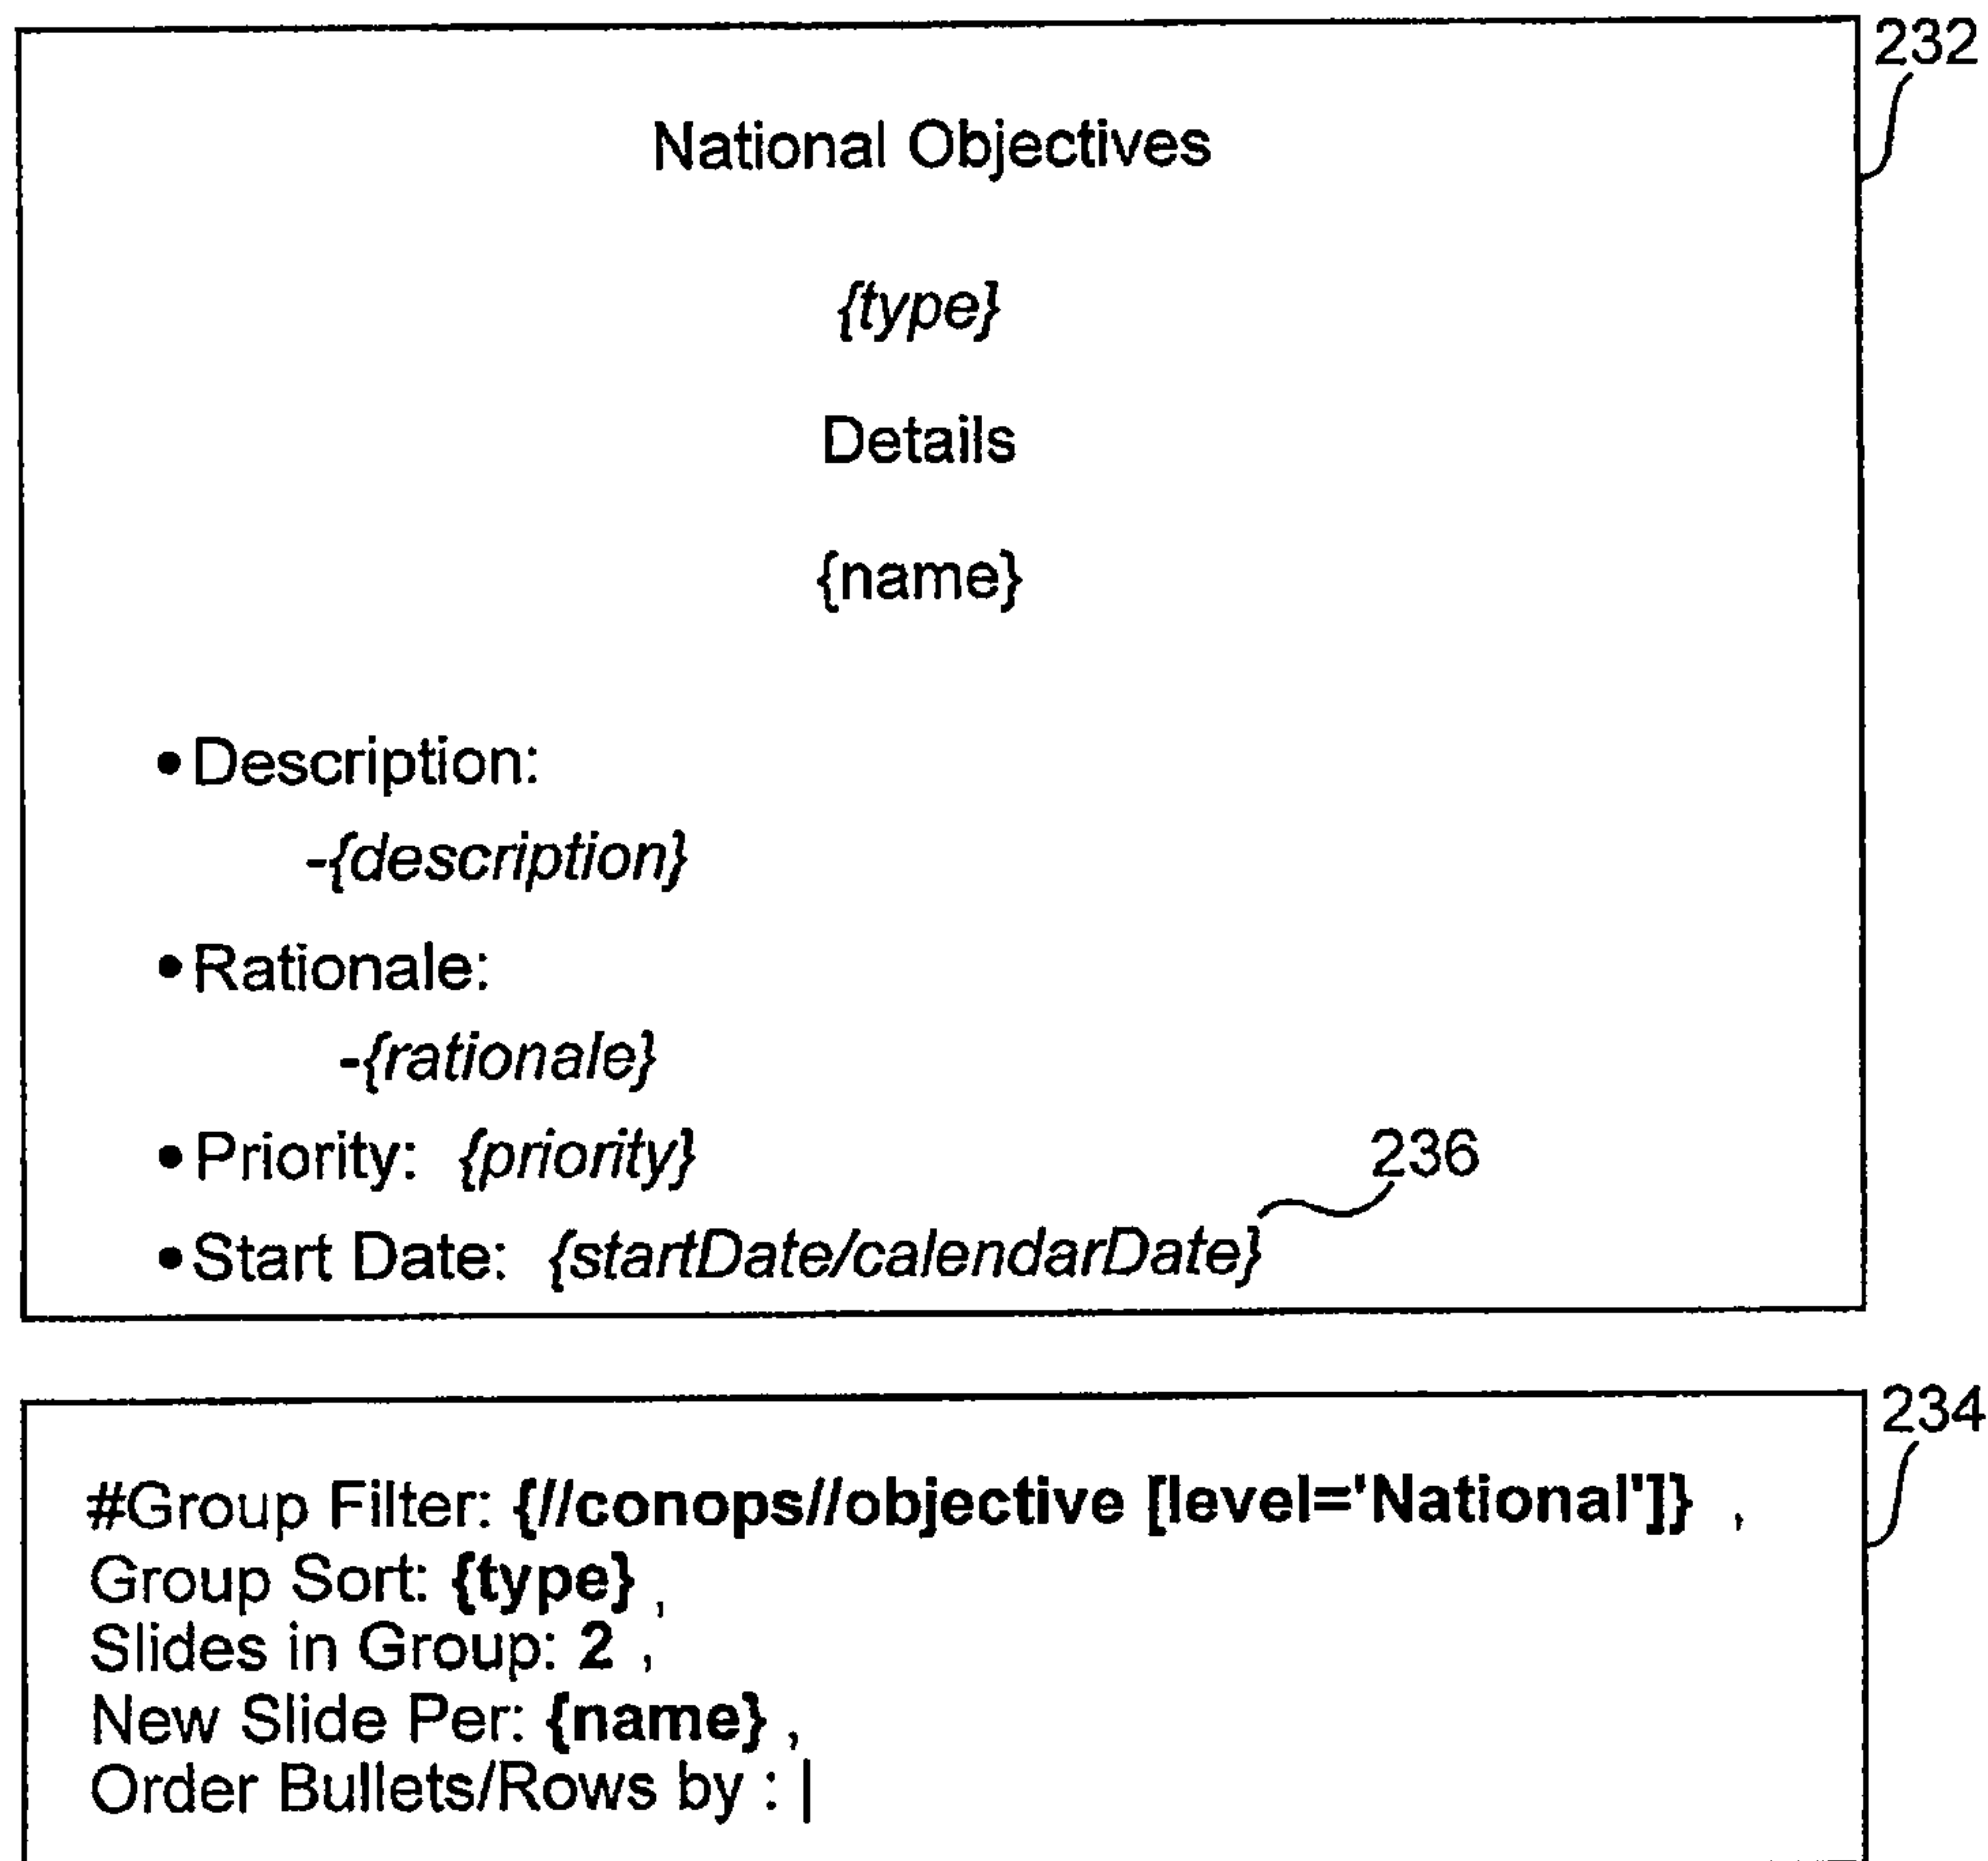 232
National Objectives
{type}
Details
{name}
• Description:
-{description}
• Rationale:
-{rationale}
• Priority: {priority}
236
• Start Date: {startDate/calendarDate}
234
#Group Filter: {//conops//objective [level='National']} ,
Group Sort: {type} ,
Slides in Group: 2 ,
New Slide Per: {name} ,
Order Bullets/Rows by : |